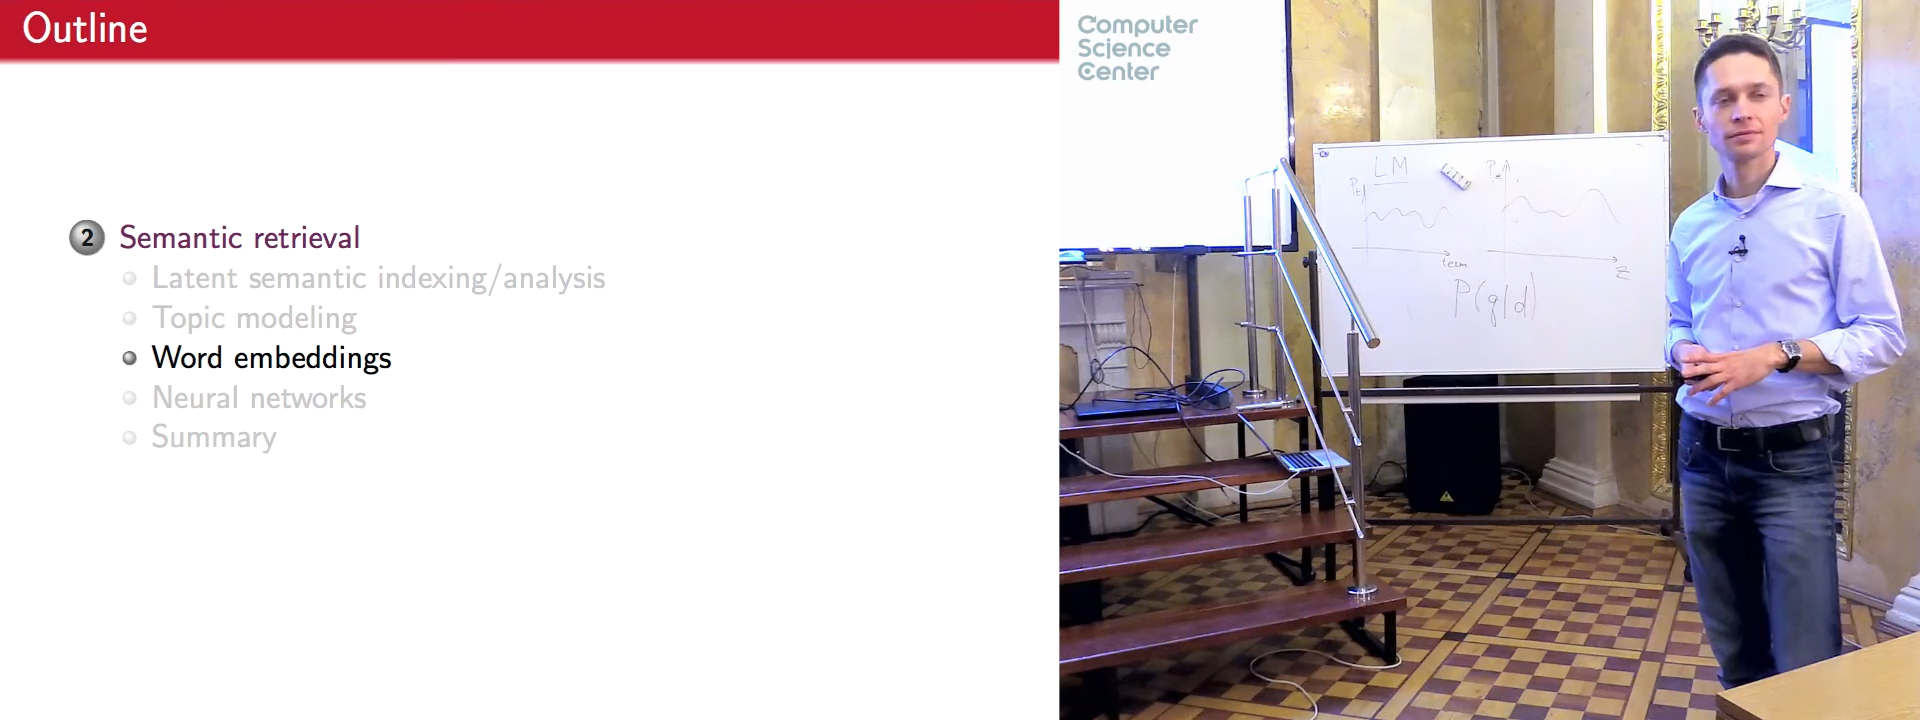 Outline
2 Semantic retrieval
Latent semantic indexing/analysis
Topic modeling
Word embeddings
Neural networks
Summary
Computer
Science
Center
LM
term
z
P(q|d)